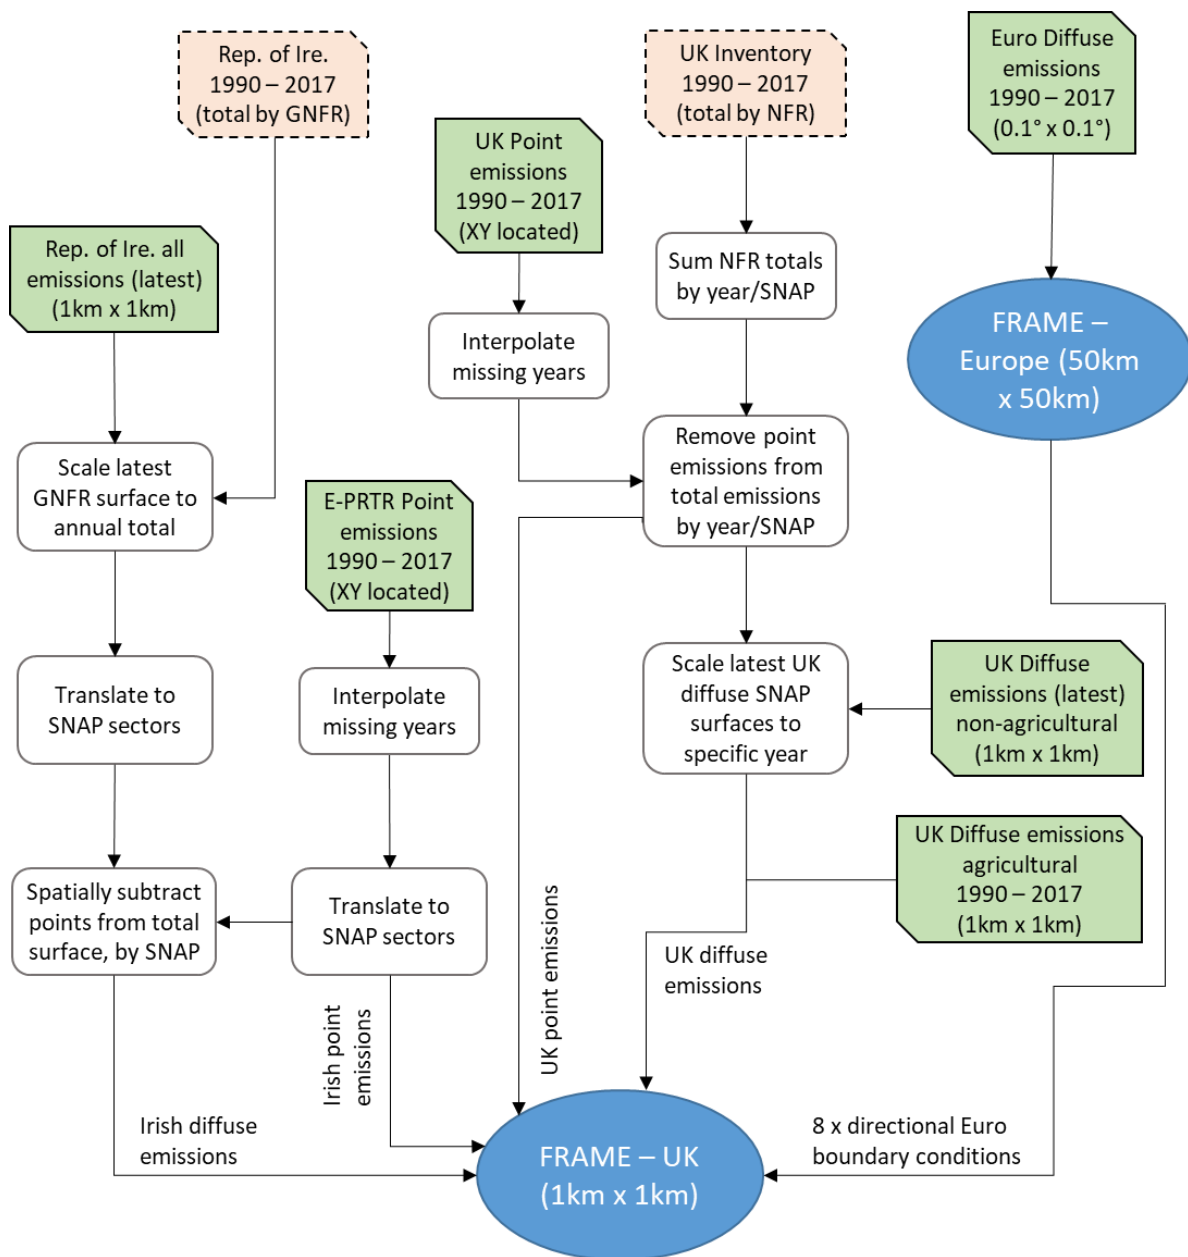 Rep. of Ire.
1990 – 2017
(total by GNFR)
UK Inventory
1990 – 2017
(total by NFR)
Euro Diffuse
emissions
1990 – 2017
(0.1° x 0.1°)
UK Point
emissions
1990 – 2017
(XY located)
Rep. of Ire. all
emissions (latest)
(1km x 1km)
Sum NFR totals
by year/SNAP
Interpolate
missing years
FRAME –
Europe (50km
x 50km)
Scale latest
GNFR surface to
annual total
Remove point
emissions from
total emissions
by year/SNAP
E-PRTR Point
emissions
1990 – 2017
(XY located)
Translate to
SNAP sectors
Interpolate
missing years
Scale latest UK
diffuse SNAP
surfaces to
specific year
UK Diffuse
emissions (latest)
non-agricultural
(1km x 1km)
UK Diffuse emissions
agricultural
1990 – 2017
(1km x 1km)
Spatially subtract
points from total
surface, by SNAP
Translate to
SNAP sectors
UK point emissions
UK diffuse
emissions
Irish point
emissions
Irish diffuse
emissions
8 x directional Euro
boundary conditions
FRAME – UK
(1km x 1km)